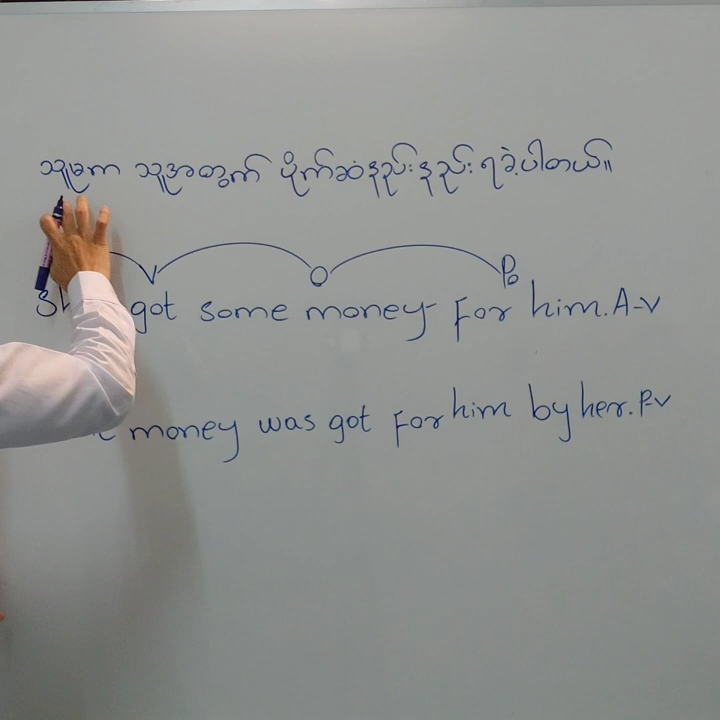 သူမက သူ့အတွက် ပိုက်ဆံနည်းနည်းရခဲ့ပါတယ်။
V O Po
got some money for him. A-V
money was got for him by her. P-V